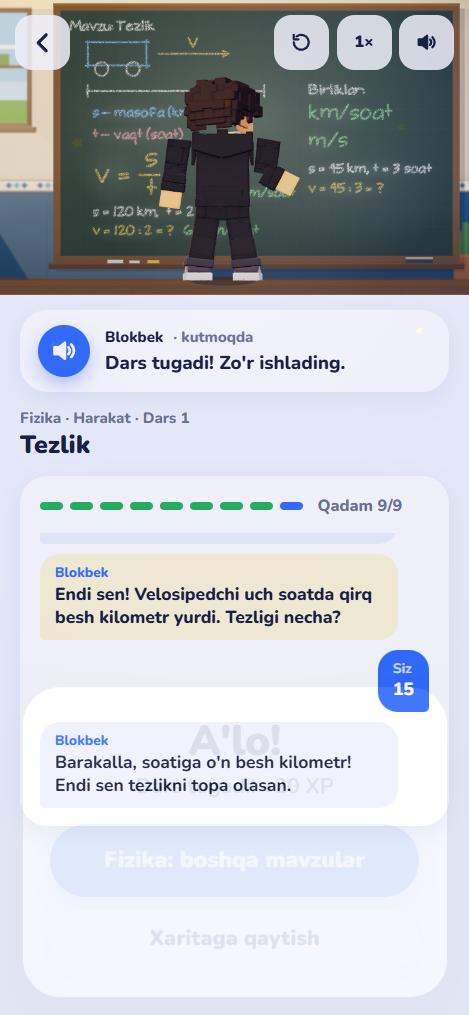 Mavzu: Tezlik
V
1×
s – masofa
t – vaqt (soat)
V = S / t
s = 120 km, t = 2
v = 120 : 2 = ?
Birliklar:
km/soat
m/s
s = 45 km, t = 3 soat
v = 45 : 3 = ?
Blokbek · kutmoqda
Dars tugadi! Zo'r ishlading.
Fizika · Harakat · Dars 1
Tezlik
Qadam 9/9
Blokbek
Endi sen! Velosipedchi uch soatda qirq
besh kilometr yurdi. Tezligi necha?
Siz
15
A'lo!
Blokbek
Barakalla, soatiga o'n besh kilometr!
Endi sen tezlikni topa olasan.
XP
Fizika: boshqa mavzular
Xaritaga qaytish